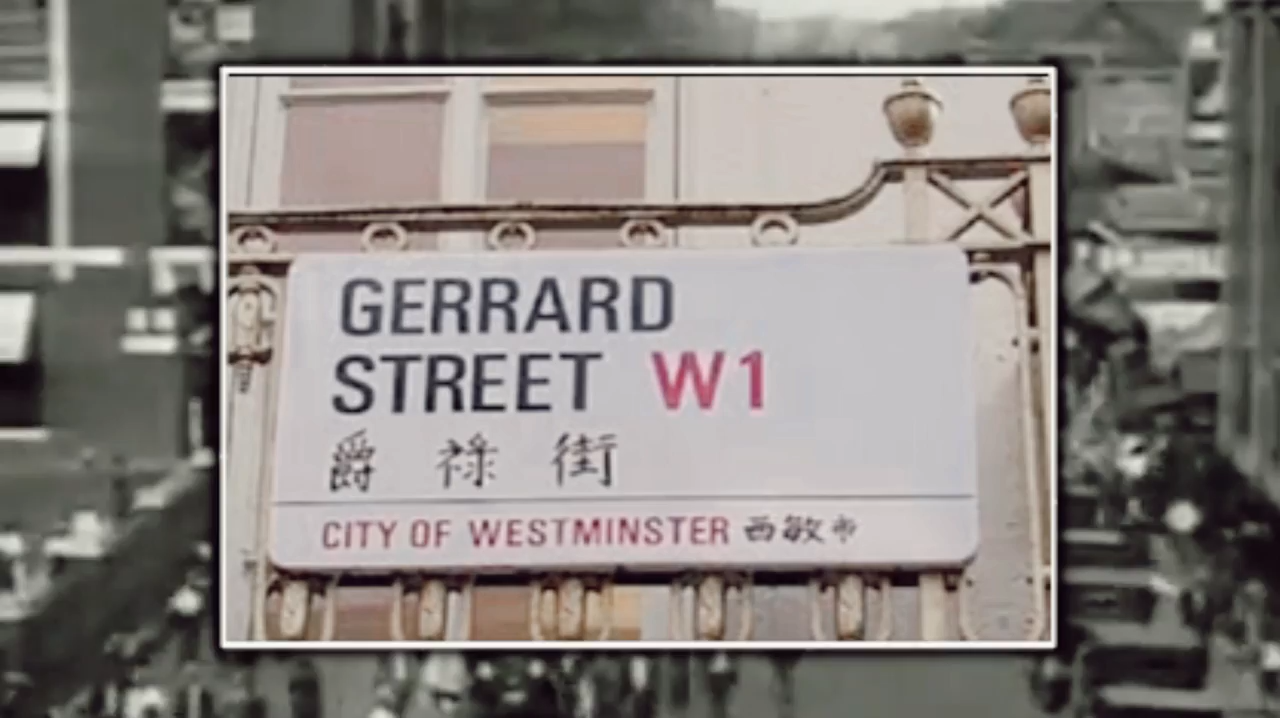 GERRARD
STREET W1
爵 祿 街
CITY OF WESTMINSTER 西敏市